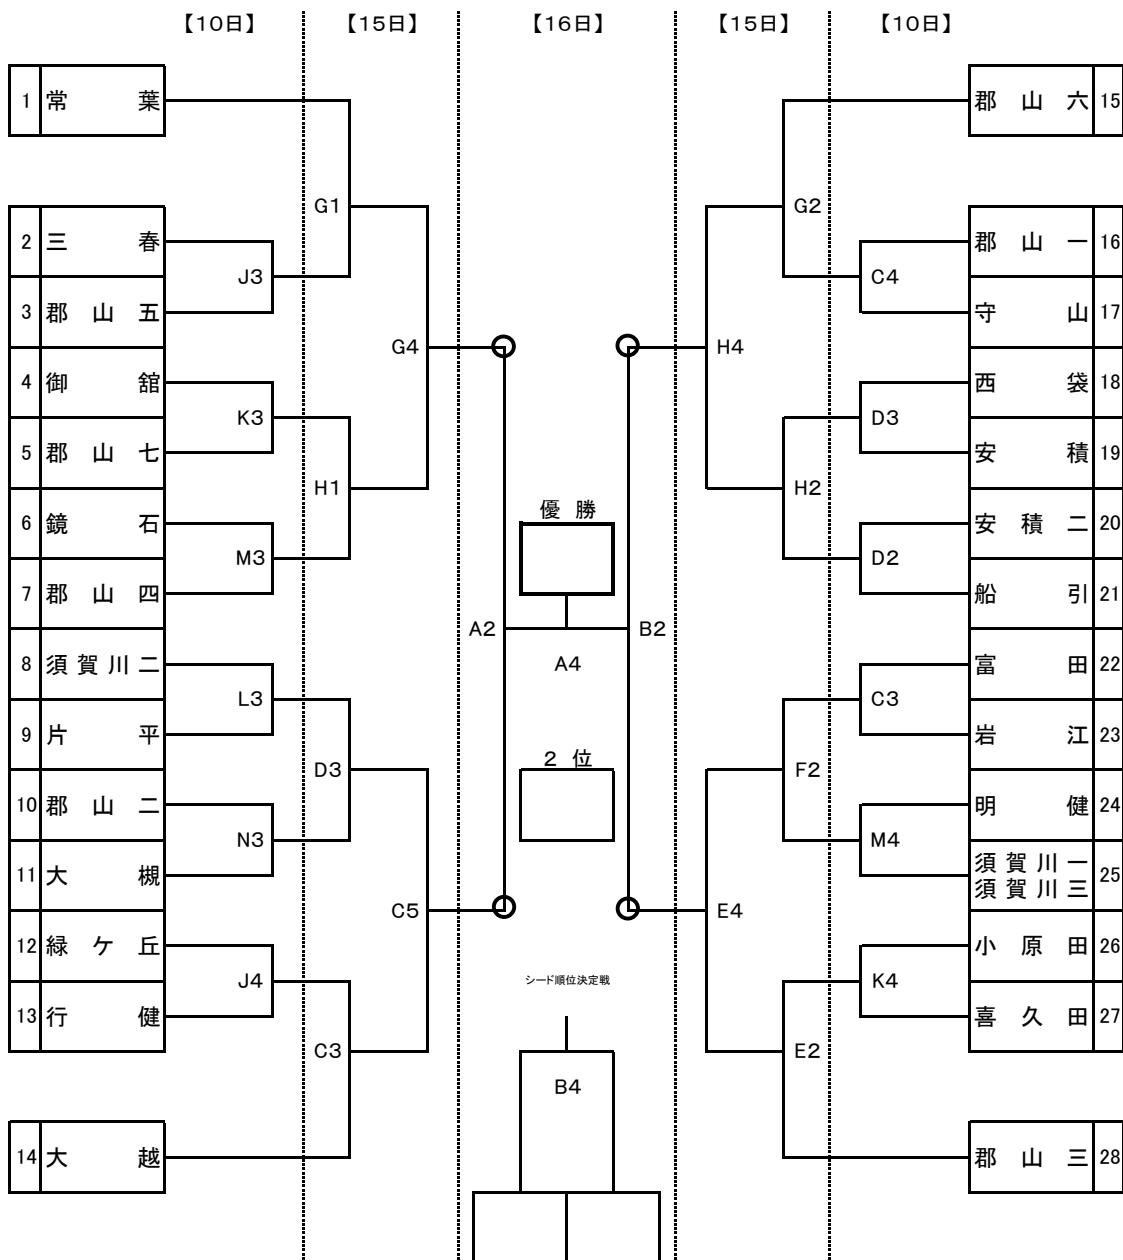 【10日】 【15日】 【16日】 【15日】 【10日】
1 常葉 郡山六 15
G1 G2
2 三春 郡山一 16
J3 C4
3 郡山五 守山 17
G4 H4
4 御舘 西袋 18
K3 D3
5 郡山七 安積 19
H1 H2
6 鏡石 優勝 安積二 20
M3 D2
7 郡山四 船引 21
A2 B2
8 須賀川二 A4 富田 22
L3 C3
9 片平 岩江 23
D3 2位 F2
10 郡山二 明健 24
N3 M4
11 大槻 須賀川一 25
須賀川三
C5 E4
12 緑ケ丘 小原田 26
J4 シード順位決定戦 K4
13 行健 喜久田 27
C3 E2
B4
14 大越 郡山三 28